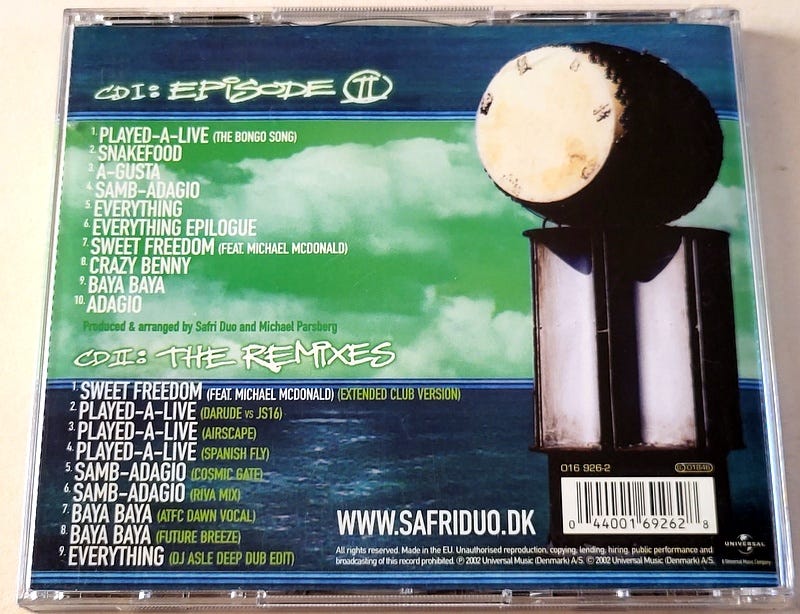 CD I: EPISODE II
1. PLAYED-A-LIVE (THE BONGO SONG)
2. SNAKEFOOD
3. A-GUSTA
4. SAMB-ADAGIO
5. EVERYTHING
6. EVERYTHING EPILOGUE
7. SWEET FREEDOM (FEAT. MICHAEL MCDONALD)
8. CRAZY BENNY
9. BAYA BAYA
10. ADAGIO
Produced & arranged by Safri Duo and Michael Parsberg
CD II: THE REMIXES
1. SWEET FREEDOM (FEAT. MICHAEL MCDONALD) (EXTENDED CLUB VERSION)
2. PLAYED-A-LIVE (DARUDE VS JS16)
3. PLAYED-A-LIVE (AIRSCAPE)
4. PLAYED-A-LIVE (SPANISH FLY)
5. SAMB-ADAGIO (COSMIC GATE)
6. SAMB-ADAGIO (RIVA MIX)
7. BAYA BAYA (ATFC DAWN VOCAL)
8. BAYA BAYA (FUTURE BREEZE)
9. EVERYTHING (DJ ASLE DEEP DUB EDIT)
016 926-2
0 44001 69262 8
WWW.SAFRIDUO.DK
All rights reserved. Made in the EU. Unauthorised reproduction, copying, lending, hiring, public performance and
broadcasting of this record prohibited. ℗ 2002 Universal Music (Denmark) A/S. © 2002 Universal Music (Denmark) A/S.
UNIVERSAL
A Universal Music Company